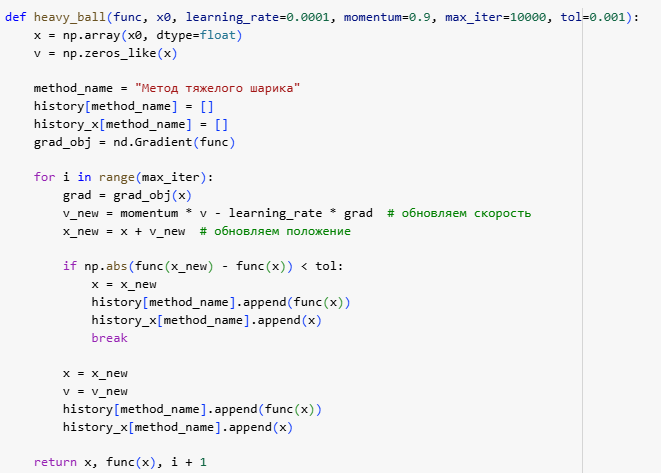 def heavy_ball(func, x0, learning_rate=0.0001, momentum=0.9, max_iter=10000, tol=0.001):
    x = np.array(x0, dtype=float)
    v = np.zeros_like(x)

    method_name = "Метод тяжелого шарика"
    history[method_name] = []
    history_x[method_name] = []
    grad_obj = nd.Gradient(func)

    for i in range(max_iter):
        grad = grad_obj(x)
        v_new = momentum * v - learning_rate * grad  # обновляем скорость
        x_new = x + v_new  # обновляем положение

        if np.abs(func(x_new) - func(x)) < tol:
            x = x_new
            history[method_name].append(func(x))
            history_x[method_name].append(x)
            break

        x = x_new
        v = v_new
        history[method_name].append(func(x))
        history_x[method_name].append(x)

    return x, func(x), i + 1